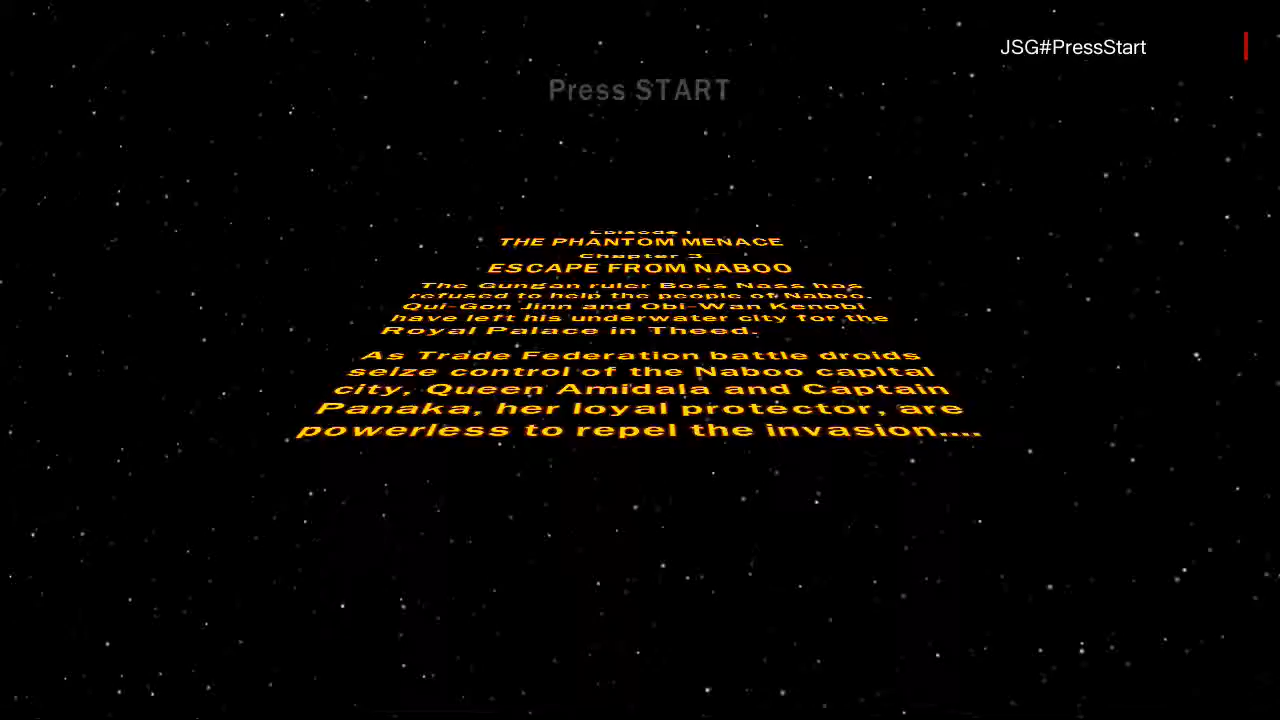 JSG#PressStart
Press START
Episode I
THE PHANTOM MENACE
Chapter 3
ESCAPE FROM NABOO
The Gungan ruler Boss Nass has
refused to help the people of Naboo.
Qui-Gon Jinn and Obi-Wan Kenobi
have left his underwater city for the
Royal Palace in Theed.
As Trade Federation battle droids
seize control of the Naboo capital
city, Queen Amidala and Captain
Panaka, her loyal protector, are
powerless to repel the invasion....